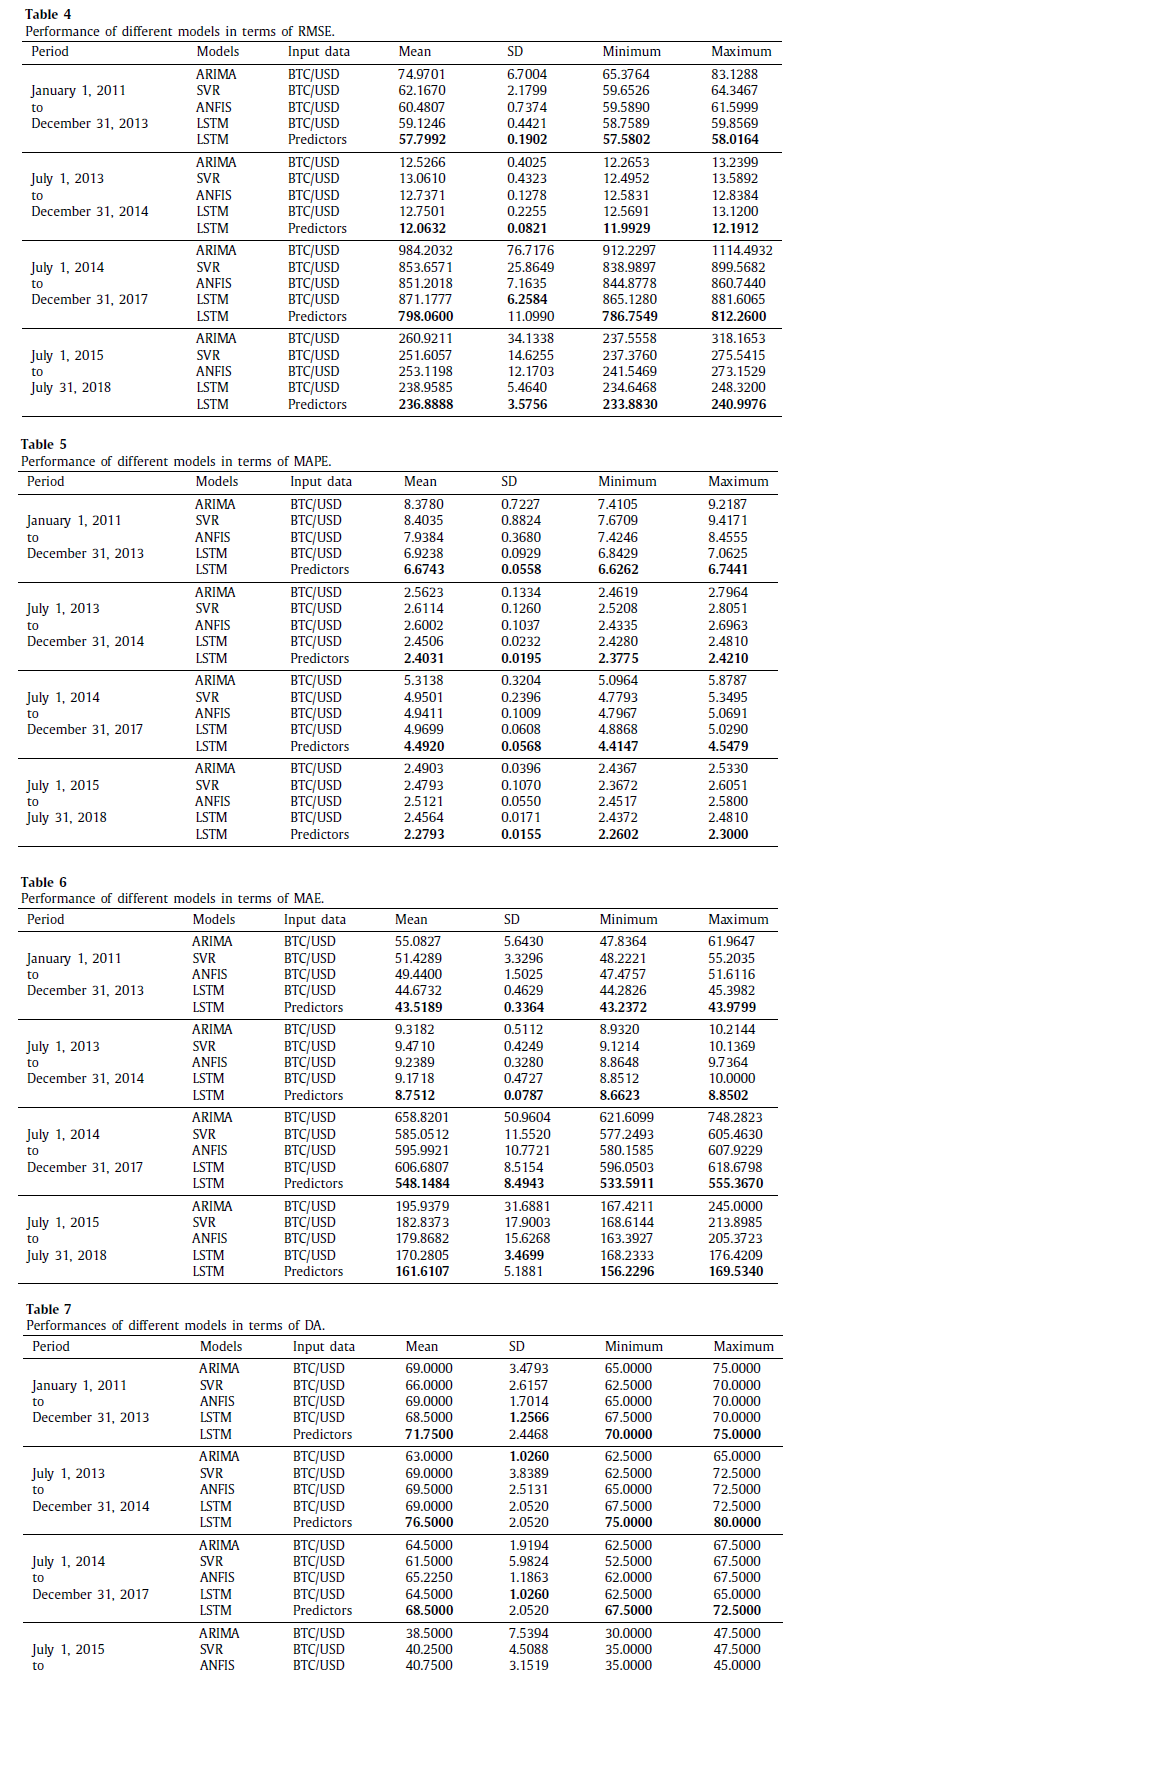 Table 4
Performance of different models in terms of RMSE.
Period Models Input data Mean SD Minimum Maximum
ARIMA BTC/USD 74.9701 6.7004 65.3764 83.1288
January 1, 2011 SVR BTC/USD 62.1670 2.1799 59.6526 64.3467
to ANFIS BTC/USD 60.4807 0.7374 59.5890 61.5999
December 31, 2013 LSTM BTC/USD 59.1246 0.4421 58.7589 59.8569
LSTM Predictors 57.7992 0.1902 57.5802 58.0164
ARIMA BTC/USD 12.5266 0.4025 12.2653 13.2399
July 1, 2013 SVR BTC/USD 13.0610 0.4323 12.4952 13.5892
to ANFIS BTC/USD 12.7371 0.1278 12.5831 12.8384
December 31, 2014 LSTM BTC/USD 12.7501 0.2255 12.5691 13.1200
LSTM Predictors 12.0632 0.0821 11.9929 12.1912
ARIMA BTC/USD 984.2032 76.7176 912.2297 1114.4932
July 1, 2014 SVR BTC/USD 853.6571 25.8649 838.9897 899.5682
to ANFIS BTC/USD 851.2018 7.1635 844.8778 860.7440
December 31, 2017 LSTM BTC/USD 871.1777 6.2584 865.1280 881.6065
LSTM Predictors 798.0600 11.0990 786.7549 812.2600
ARIMA BTC/USD 260.9211 34.1338 237.5558 318.1653
July 1, 2015 SVR BTC/USD 251.6057 14.6255 237.3760 275.5415
to ANFIS BTC/USD 253.1198 12.1703 241.5469 273.1529
July 31, 2018 LSTM BTC/USD 238.9585 5.4640 234.6468 248.3200
LSTM Predictors 236.8888 3.5756 233.8830 240.9976
Table 5
Performance of different models in terms of MAPE.
Period Models Input data Mean SD Minimum Maximum
ARIMA BTC/USD 8.3780 0.7227 7.4105 9.2187
January 1, 2011 SVR BTC/USD 8.4035 0.8824 7.6709 9.4171
to ANFIS BTC/USD 7.9384 0.3680 7.4246 8.4555
December 31, 2013 LSTM BTC/USD 6.9238 0.0929 6.8429 7.0625
LSTM Predictors 6.6743 0.0558 6.6262 6.7441
ARIMA BTC/USD 2.5623 0.1334 2.4619 2.7964
July 1, 2013 SVR BTC/USD 2.6114 0.1260 2.5208 2.8051
to ANFIS BTC/USD 2.6002 0.1037 2.4335 2.6963
December 31, 2014 LSTM BTC/USD 2.4506 0.0232 2.4280 2.4810
LSTM Predictors 2.4031 0.0195 2.3775 2.4210
ARIMA BTC/USD 5.3138 0.3204 5.0964 5.8787
July 1, 2014 SVR BTC/USD 4.9501 0.2396 4.7793 5.3495
to ANFIS BTC/USD 4.9411 0.1009 4.7967 5.0691
December 31, 2017 LSTM BTC/USD 4.9699 0.0608 4.8868 5.0290
LSTM Predictors 4.4920 0.0568 4.4147 4.5479
ARIMA BTC/USD 2.4903 0.0396 2.4367 2.5330
July 1, 2015 SVR BTC/USD 2.4793 0.1070 2.3672 2.6051
to ANFIS BTC/USD 2.5121 0.0550 2.4517 2.5800
July 31, 2018 LSTM BTC/USD 2.4564 0.0171 2.4372 2.4810
LSTM Predictors 2.2793 0.0155 2.2602 2.3000
Table 6
Performance of different models in terms of MAE.
Period Models Input data Mean SD Minimum Maximum
ARIMA BTC/USD 55.0827 5.6430 47.8364 61.9647
January 1, 2011 SVR BTC/USD 51.4289 3.3296 48.2221 55.2035
to ANFIS BTC/USD 49.4400 1.5025 47.4757 51.6116
December 31, 2013 LSTM BTC/USD 44.6732 0.4629 44.2826 45.3982
LSTM Predictors 43.5189 0.3364 43.2372 43.9799
ARIMA BTC/USD 9.3182 0.5112 8.9320 10.2144
July 1, 2013 SVR BTC/USD 9.4710 0.4249 9.1214 10.1369
to ANFIS BTC/USD 9.2389 0.3280 8.8648 9.7364
December 31, 2014 LSTM BTC/USD 9.1718 0.4727 8.8512 10.0000
LSTM Predictors 8.7512 0.0787 8.6623 8.8502
ARIMA BTC/USD 658.8201 50.9604 621.6099 748.2823
July 1, 2014 SVR BTC/USD 585.0512 11.5520 577.2493 605.4630
to ANFIS BTC/USD 595.9921 10.7721 580.1585 607.9229
December 31, 2017 LSTM BTC/USD 606.6807 8.5154 596.0503 618.6798
LSTM Predictors 548.1484 8.4943 533.5911 555.3670
ARIMA BTC/USD 195.9379 31.6881 167.4211 245.0000
July 1, 2015 SVR BTC/USD 182.8373 17.9003 168.6144 213.8985
to ANFIS BTC/USD 179.8682 15.6268 163.3927 205.3723
July 31, 2018 LSTM BTC/USD 170.2805 3.4699 168.2333 176.4209
LSTM Predictors 161.6107 5.1881 156.2296 169.5340
Table 7
Performances of different models in terms of DA.
Period Models Input data Mean SD Minimum Maximum
ARIMA BTC/USD 69.0000 3.4793 65.0000 75.0000
January 1, 2011 SVR BTC/USD 66.0000 2.6157 62.5000 70.0000
to ANFIS BTC/USD 69.0000 1.7014 65.0000 70.0000
December 31, 2013 LSTM BTC/USD 68.5000 1.2566 67.5000 70.0000
LSTM Predictors 71.7500 2.4468 70.0000 75.0000
ARIMA BTC/USD 63.0000 1.0260 62.5000 65.0000
July 1, 2013 SVR BTC/USD 69.0000 3.8389 62.5000 72.5000
to ANFIS BTC/USD 69.5000 2.5131 65.0000 72.5000
December 31, 2014 LSTM BTC/USD 69.0000 2.0520 67.5000 72.5000
LSTM Predictors 76.5000 2.0520 75.0000 80.0000
ARIMA BTC/USD 64.5000 1.9194 62.5000 67.5000
July 1, 2014 SVR BTC/USD 61.5000 5.9824 52.5000 67.5000
to ANFIS BTC/USD 65.2250 1.1863 62.0000 67.5000
December 31, 2017 LSTM BTC/USD 64.5000 1.0260 62.5000 65.0000
LSTM Predictors 68.5000 2.0520 67.5000 72.5000
ARIMA BTC/USD 38.5000 7.5394 30.0000 47.5000
July 1, 2015 SVR BTC/USD 40.2500 4.5088 35.0000 47.5000
to ANFIS BTC/USD 40.7500 3.1519 35.0000 45.0000